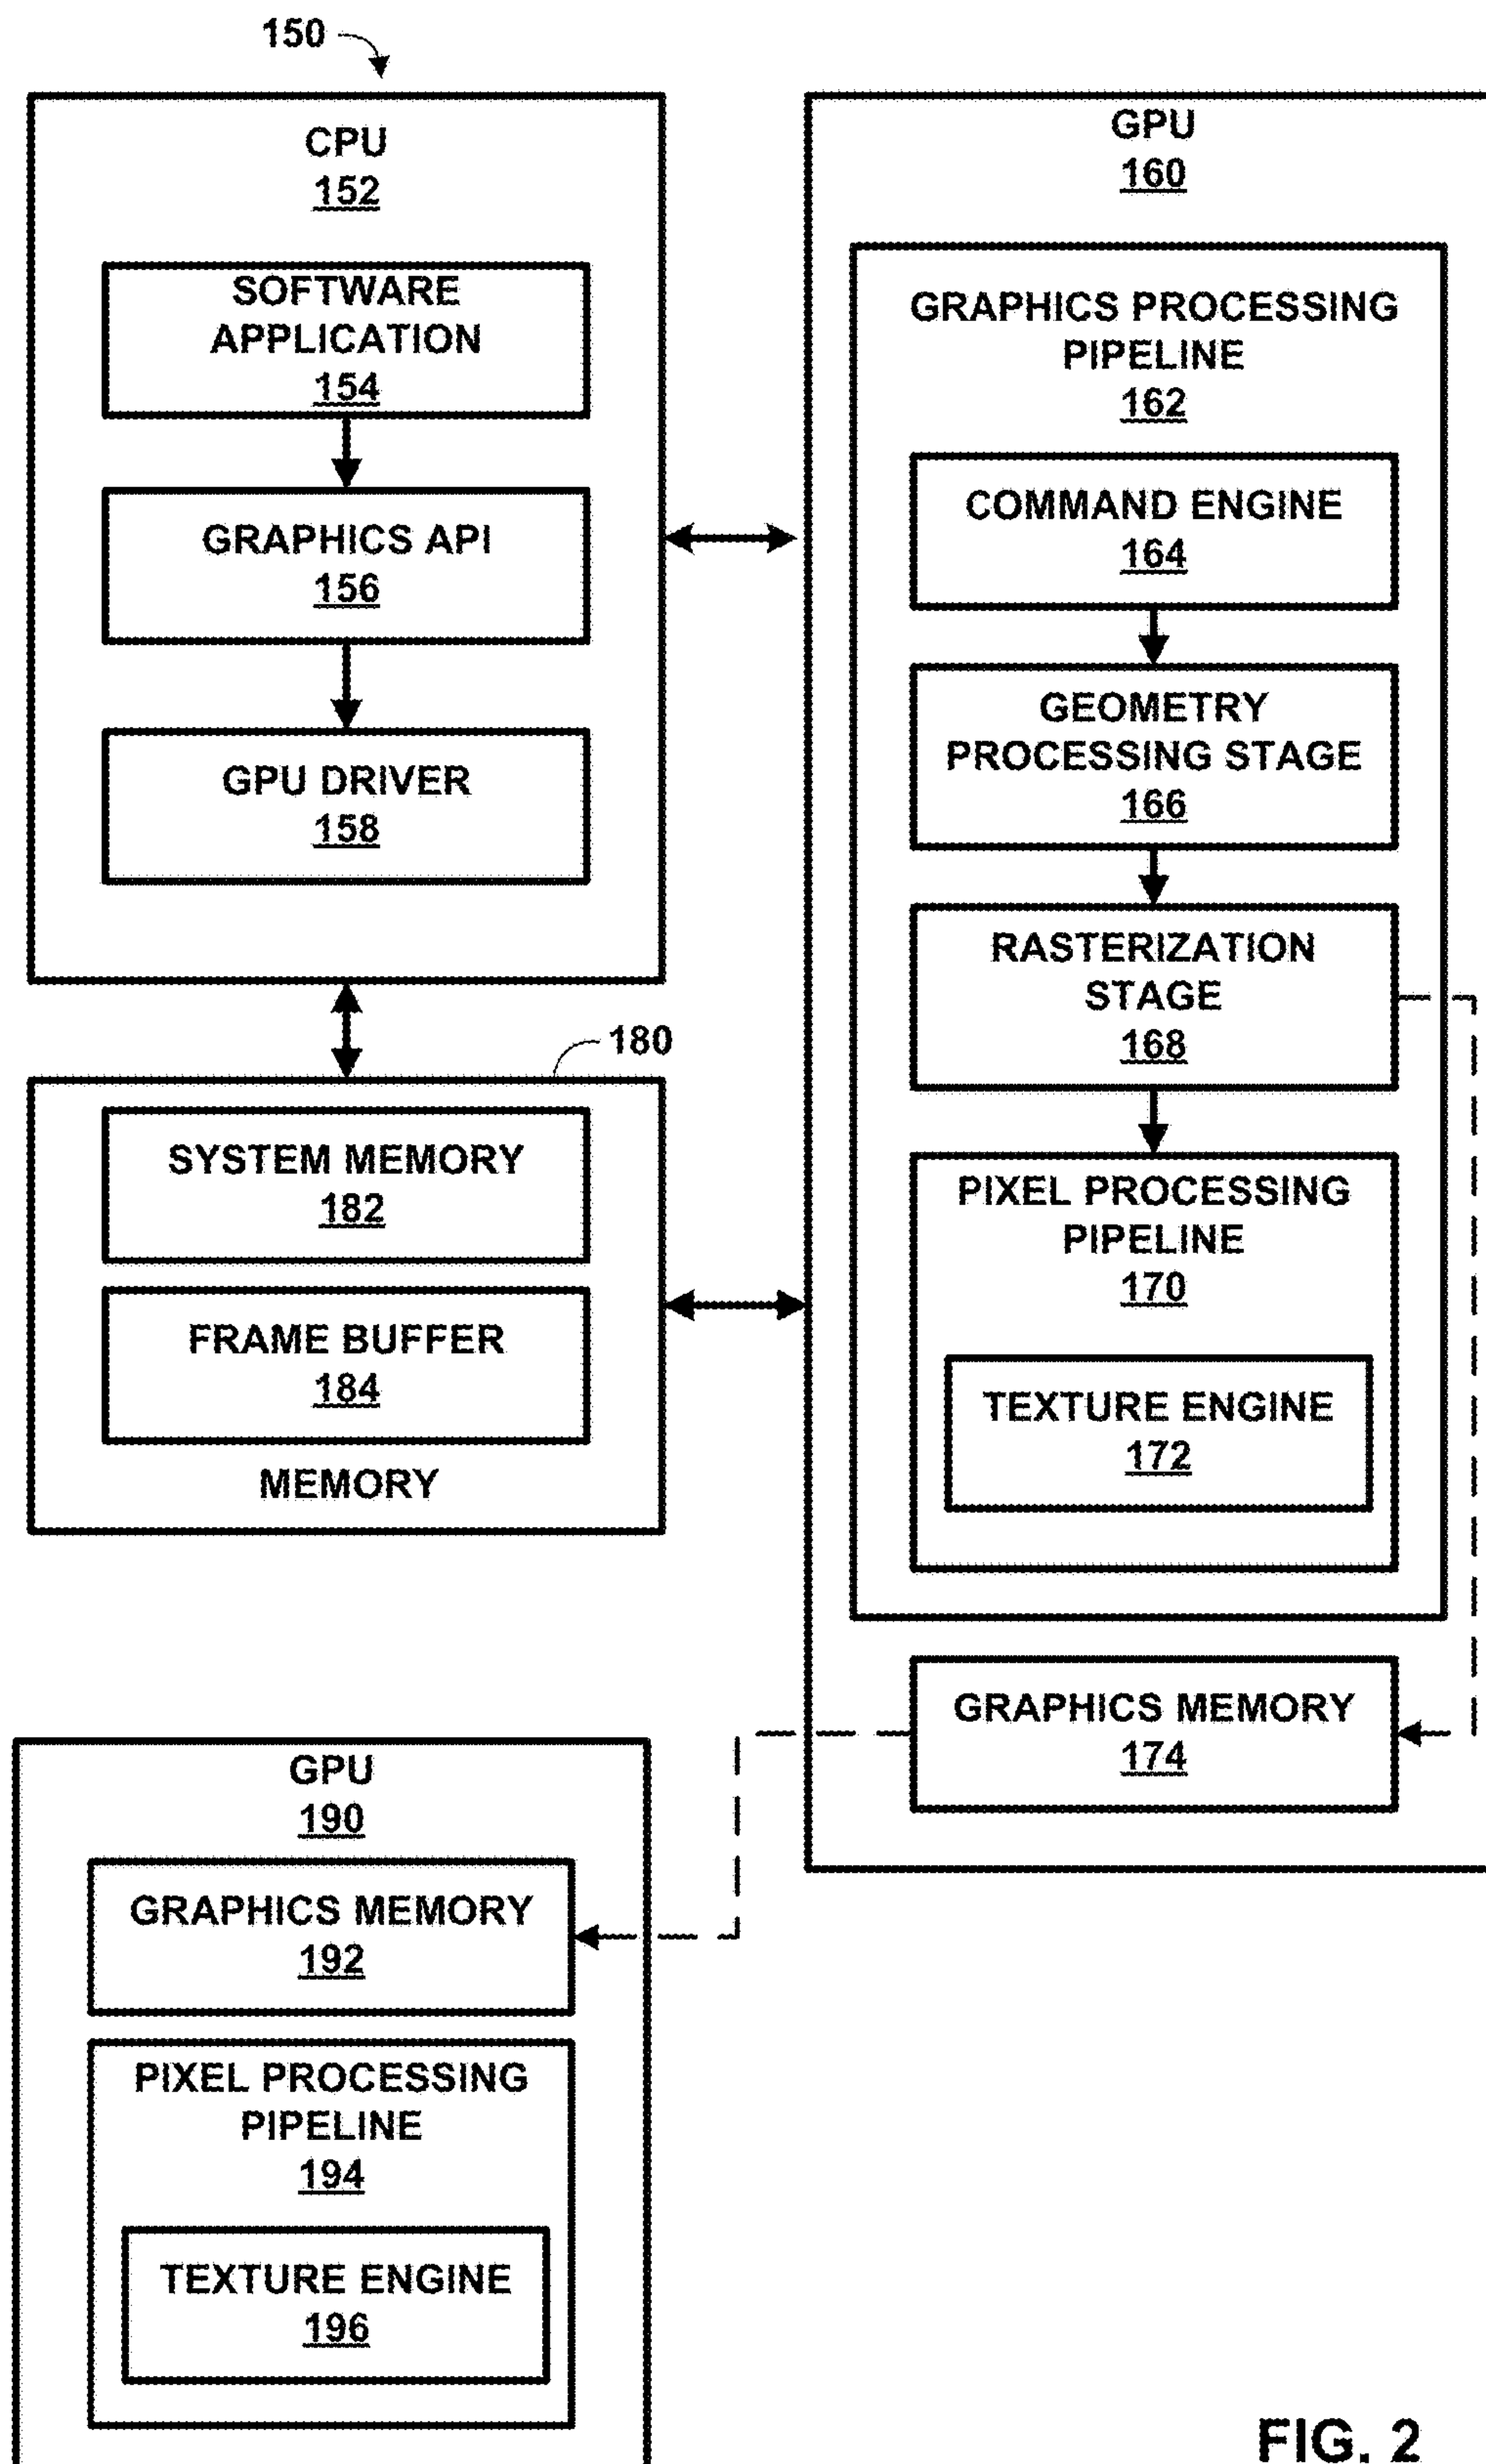 150
CPU
152
SOFTWARE
APPLICATION
154
GRAPHICS API
156
GPU DRIVER
158
180
SYSTEM MEMORY
182
FRAME BUFFER
184
MEMORY
GPU
160
GRAPHICS PROCESSING
PIPELINE
162
COMMAND ENGINE
164
GEOMETRY
PROCESSING STAGE
166
RASTERIZATION
STAGE
168
PIXEL PROCESSING
PIPELINE
170
TEXTURE ENGINE
172
GRAPHICS MEMORY
174
GPU
190
GRAPHICS MEMORY
192
PIXEL PROCESSING
PIPELINE
194
TEXTURE ENGINE
196
FIG. 2